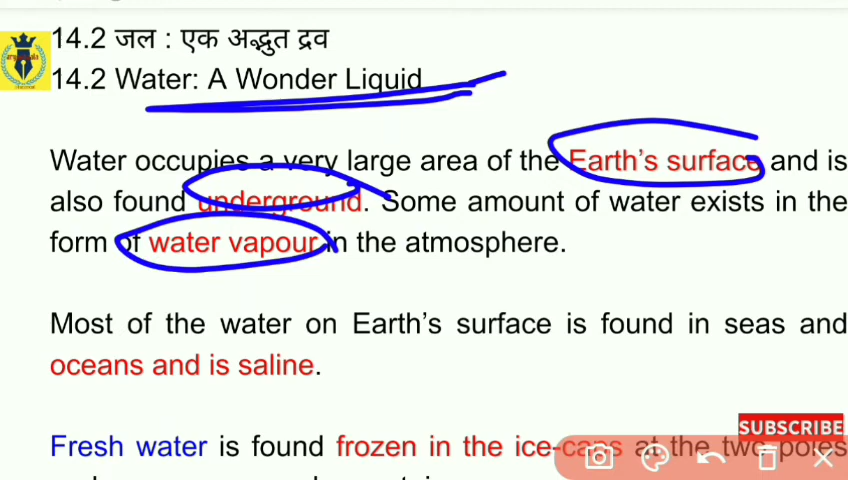 14.2 जल : एक अद्भुत द्रव
14.2 Water: A Wonder Liquid
Water occupies a very large area of the Earth's surface and is
also found underground. Some amount of water exists in the
form of water vapour in the atmosphere.
Most of the water on Earth's surface is found in seas and
oceans and is saline.
SUBSCRIBE
Fresh water is found frozen in the ice-caps at the two poles